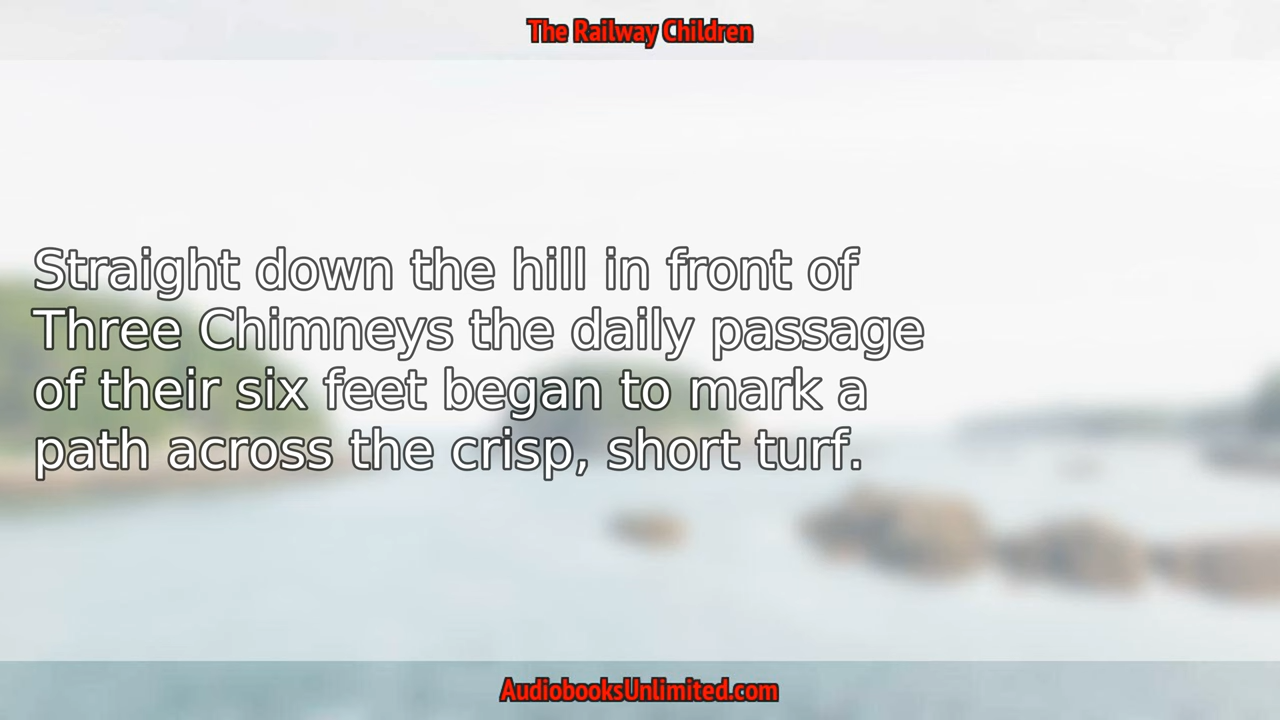 The Railway Children
Straight down the hill in front of
Three Chimneys the daily passage
of their six feet began to mark a
path across the crisp, short turf.
AudiobooksUnlimited.com